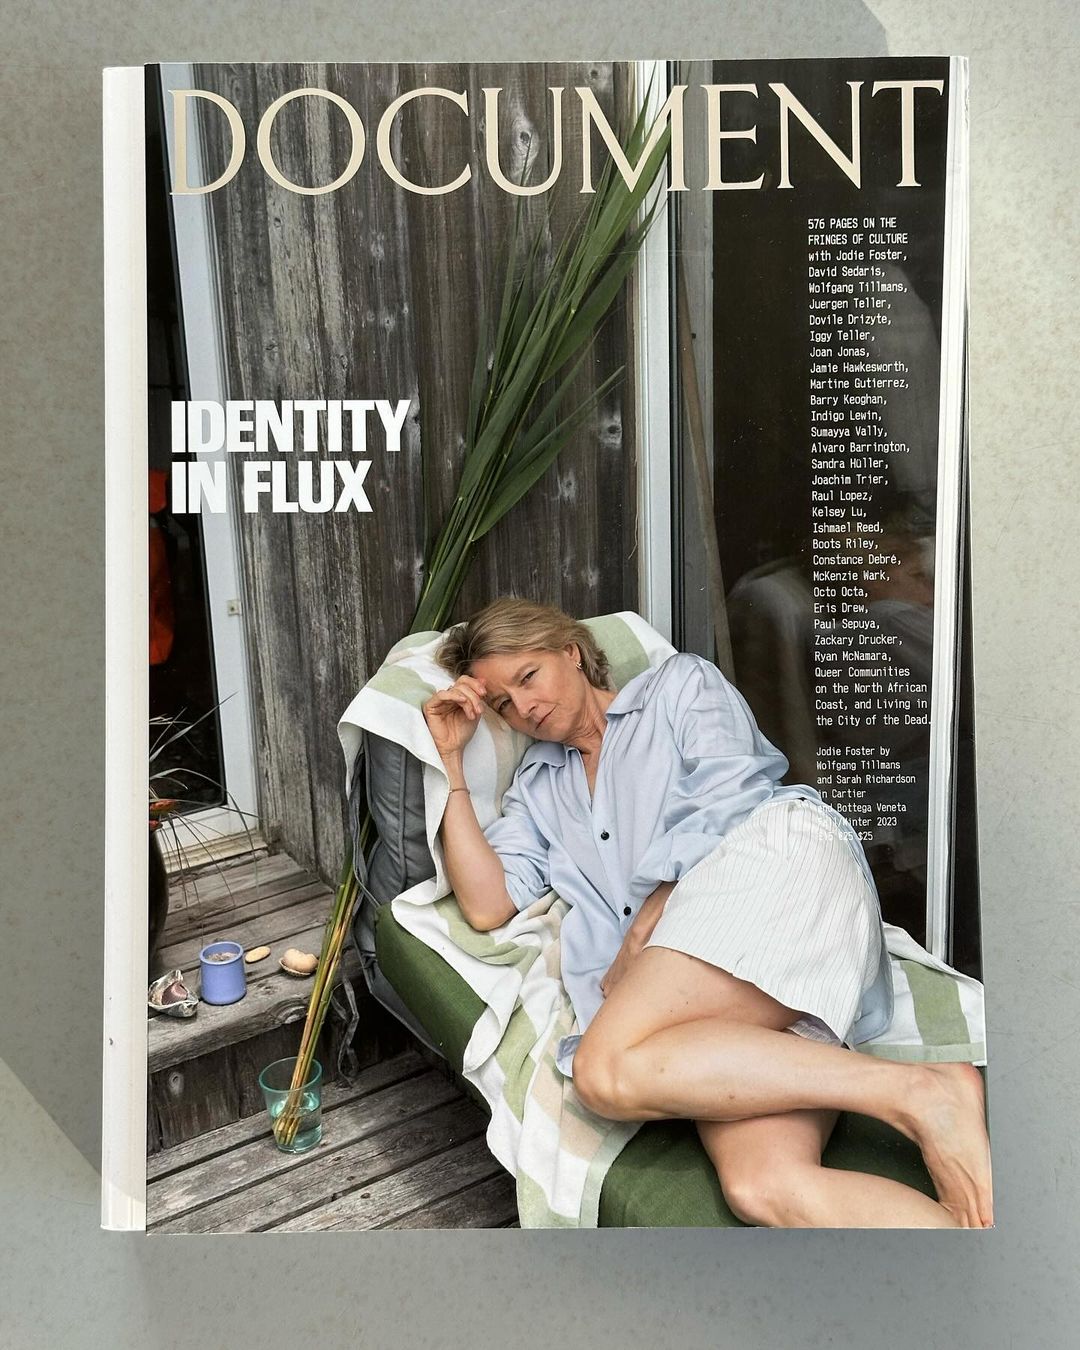 DOCUMENT
IDENTITY
IN FLUX
576 PAGES ON THE
FRINGES OF CULTURE
with Jodie Foster,
David Sedaris,
Wolfgang Tillmans,
Juergen Teller,
Dovile Drizyte,
Iggy Teller,
Joan Jonas,
Jamie Hawkesworth,
Martine Gutierrez,
Barry Keoghan,
Indigo Lewin,
Sumayya Vally,
Alvaro Barrington,
Sandra Hüller,
Joachim Trier,
Raul Lopez,
Kelsey Lu,
Ishmael Reed,
Boots Riley,
Constance Debré,
McKenzie Wark,
Octo Octa,
Eris Drew,
Paul Sepuya,
Zackary Drucker,
Ryan McNamara,
Queer Communities
on the North African
Coast, and Living in
the City of the Dead.
Jodie Foster by
Wolfgang Tillmans
and Sarah Richardson
in Cartier
and Bottega Veneta
Fall/Winter 2023
€25 $25